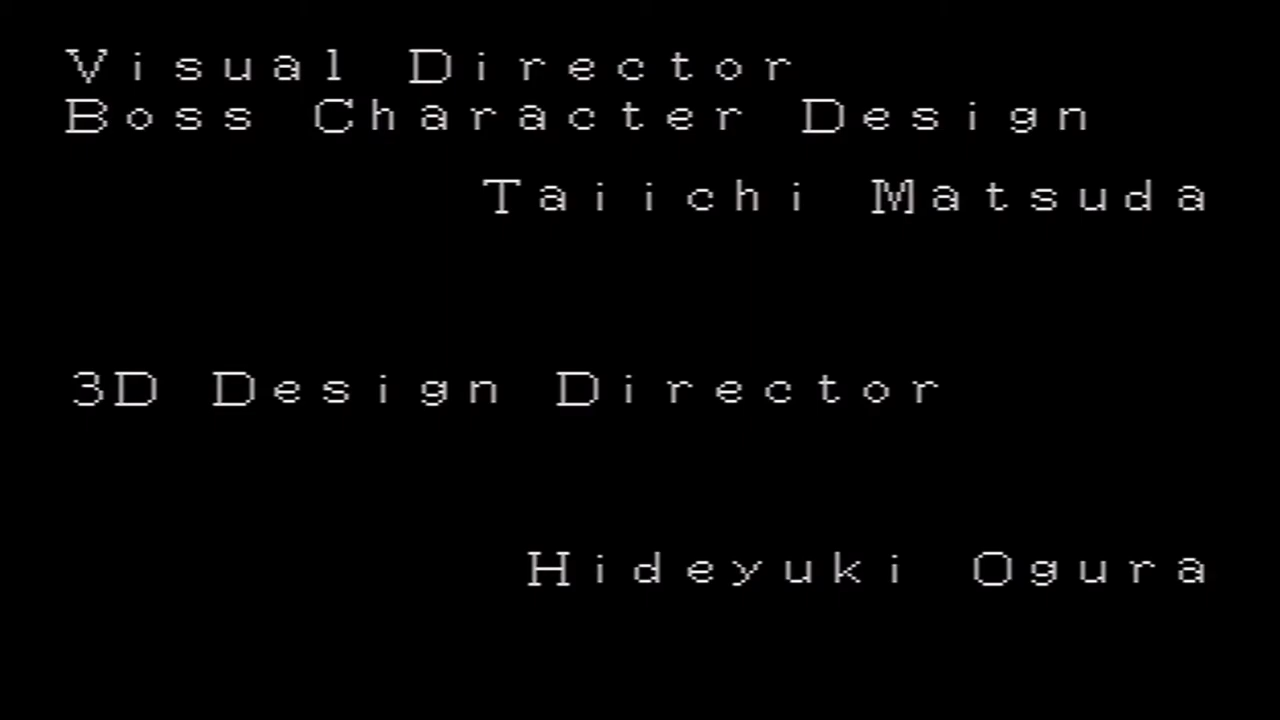 Visual Director
Boss Character Design
Taiichi Matsuda
3D Design Director
Hideyuki Ogura